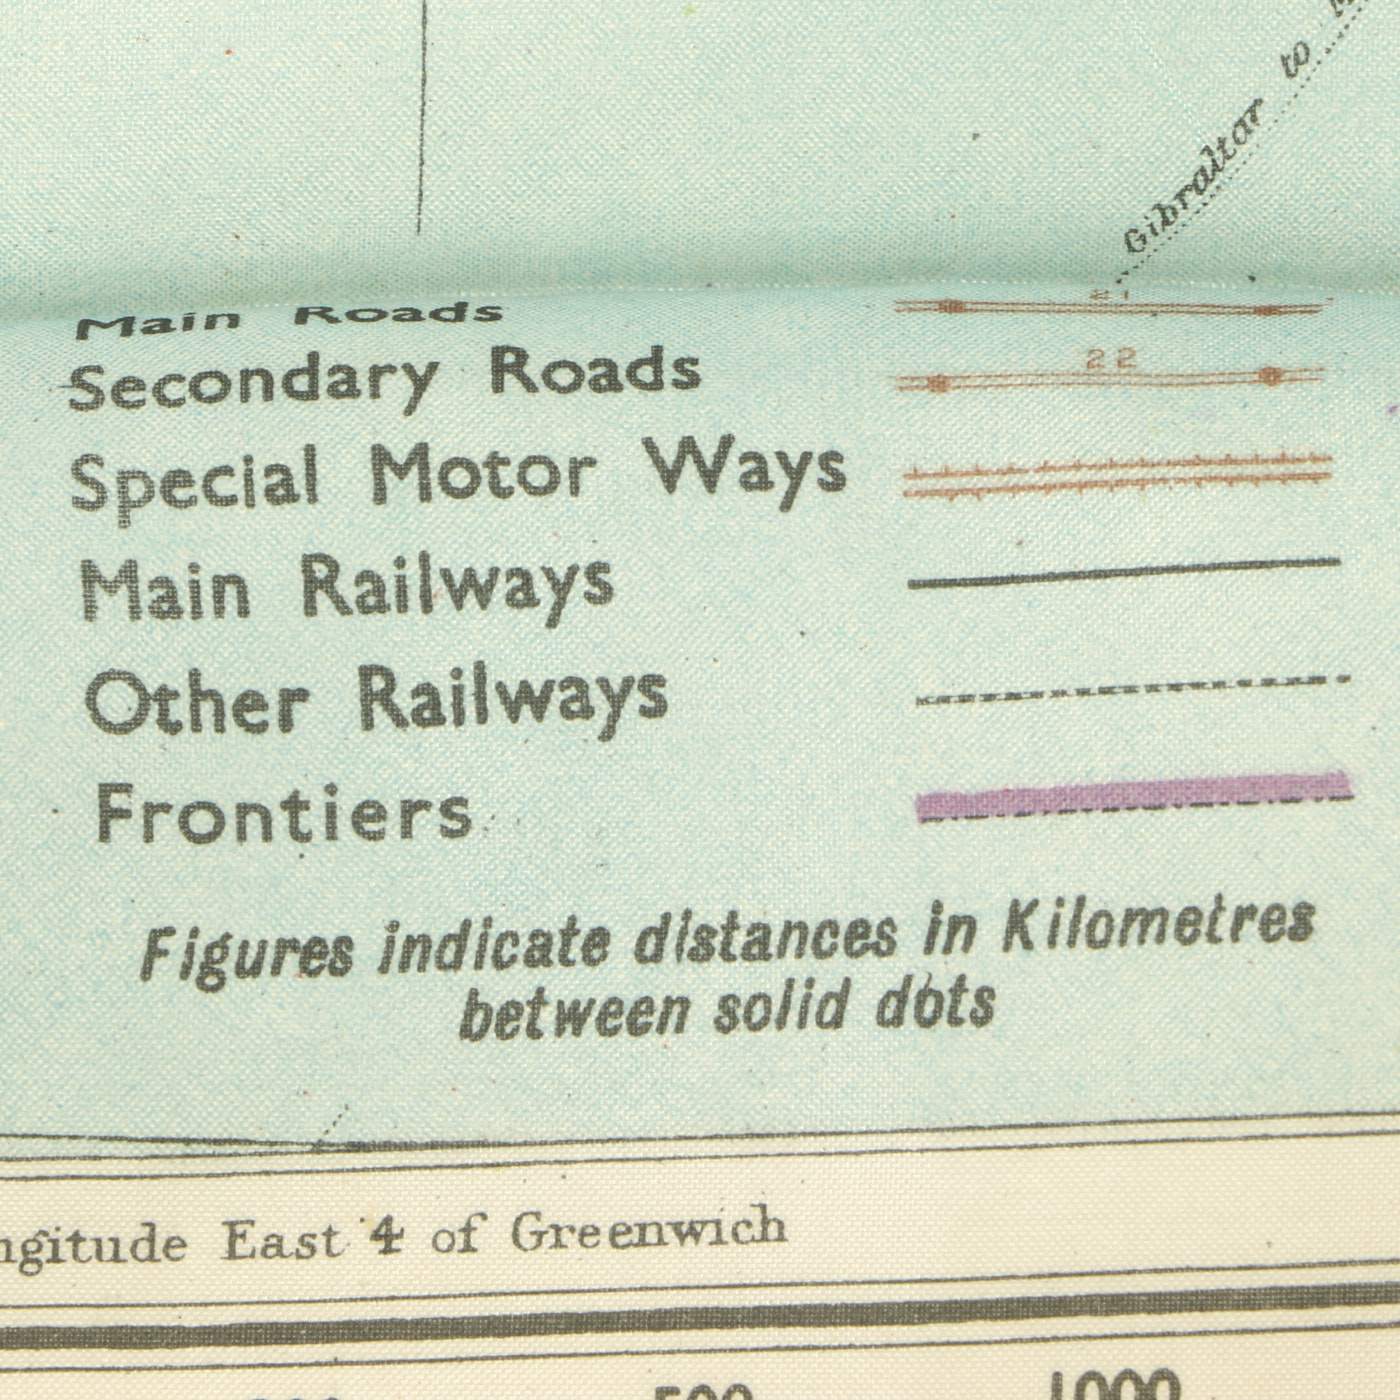 Gibraltar to
Main Roads
Secondary Roads 22
Special Motor Ways
Main Railways
Other Railways
Frontiers
Figures indicate distances in Kilometres
between solid dots
ngitude East 4 of Greenwich
500 1000